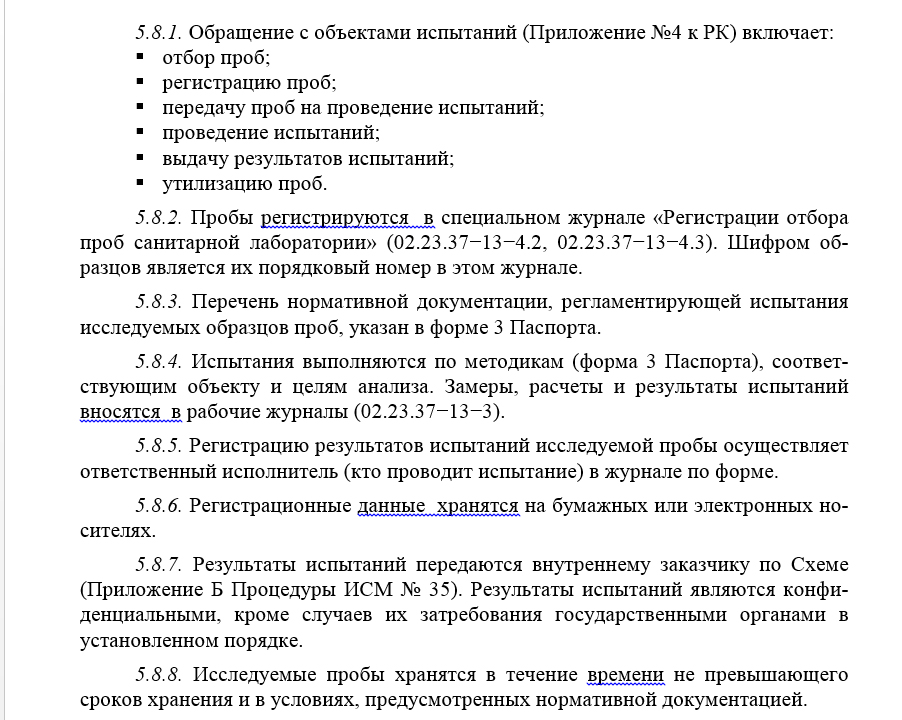 5.8.1. Обращение с объектами испытаний (Приложение №4 к РК) включает:
▪ отбор проб;
▪ регистрацию проб;
▪ передачу проб на проведение испытаний;
▪ проведение испытаний;
▪ выдачу результатов испытаний;
▪ утилизацию проб.
5.8.2. Пробы регистрируются  в специальном журнале «Регистрации отбора
проб санитарной лаборатории» (02.23.37−13−4.2, 02.23.37−13−4.3). Шифром об-
разцов является их порядковый номер в этом журнале.
5.8.3. Перечень нормативной документации, регламентирующей испытания
исследуемых образцов проб, указан в форме 3 Паспорта.
5.8.4. Испытания выполняются по методикам (форма 3 Паспорта), соответ-
ствующим объекту и целям анализа. Замеры, расчеты и результаты испытаний
вносятся  в рабочие журналы (02.23.37−13−3).
5.8.5. Регистрацию результатов испытаний исследуемой пробы осуществляет
ответственный исполнитель (кто проводит испытание) в журнале по форме.
5.8.6. Регистрационные данные  хранятся на бумажных или электронных но-
сителях.
5.8.7. Результаты испытаний передаются внутреннему заказчику по Схеме
(Приложение Б Процедуры ИСМ № 35). Результаты испытаний являются конфи-
денциальными, кроме случаев их затребования государственными органами в
установленном порядке.
5.8.8. Исследуемые пробы хранятся в течение времени не превышающего
сроков хранения и в условиях, предусмотренных нормативной документацией.